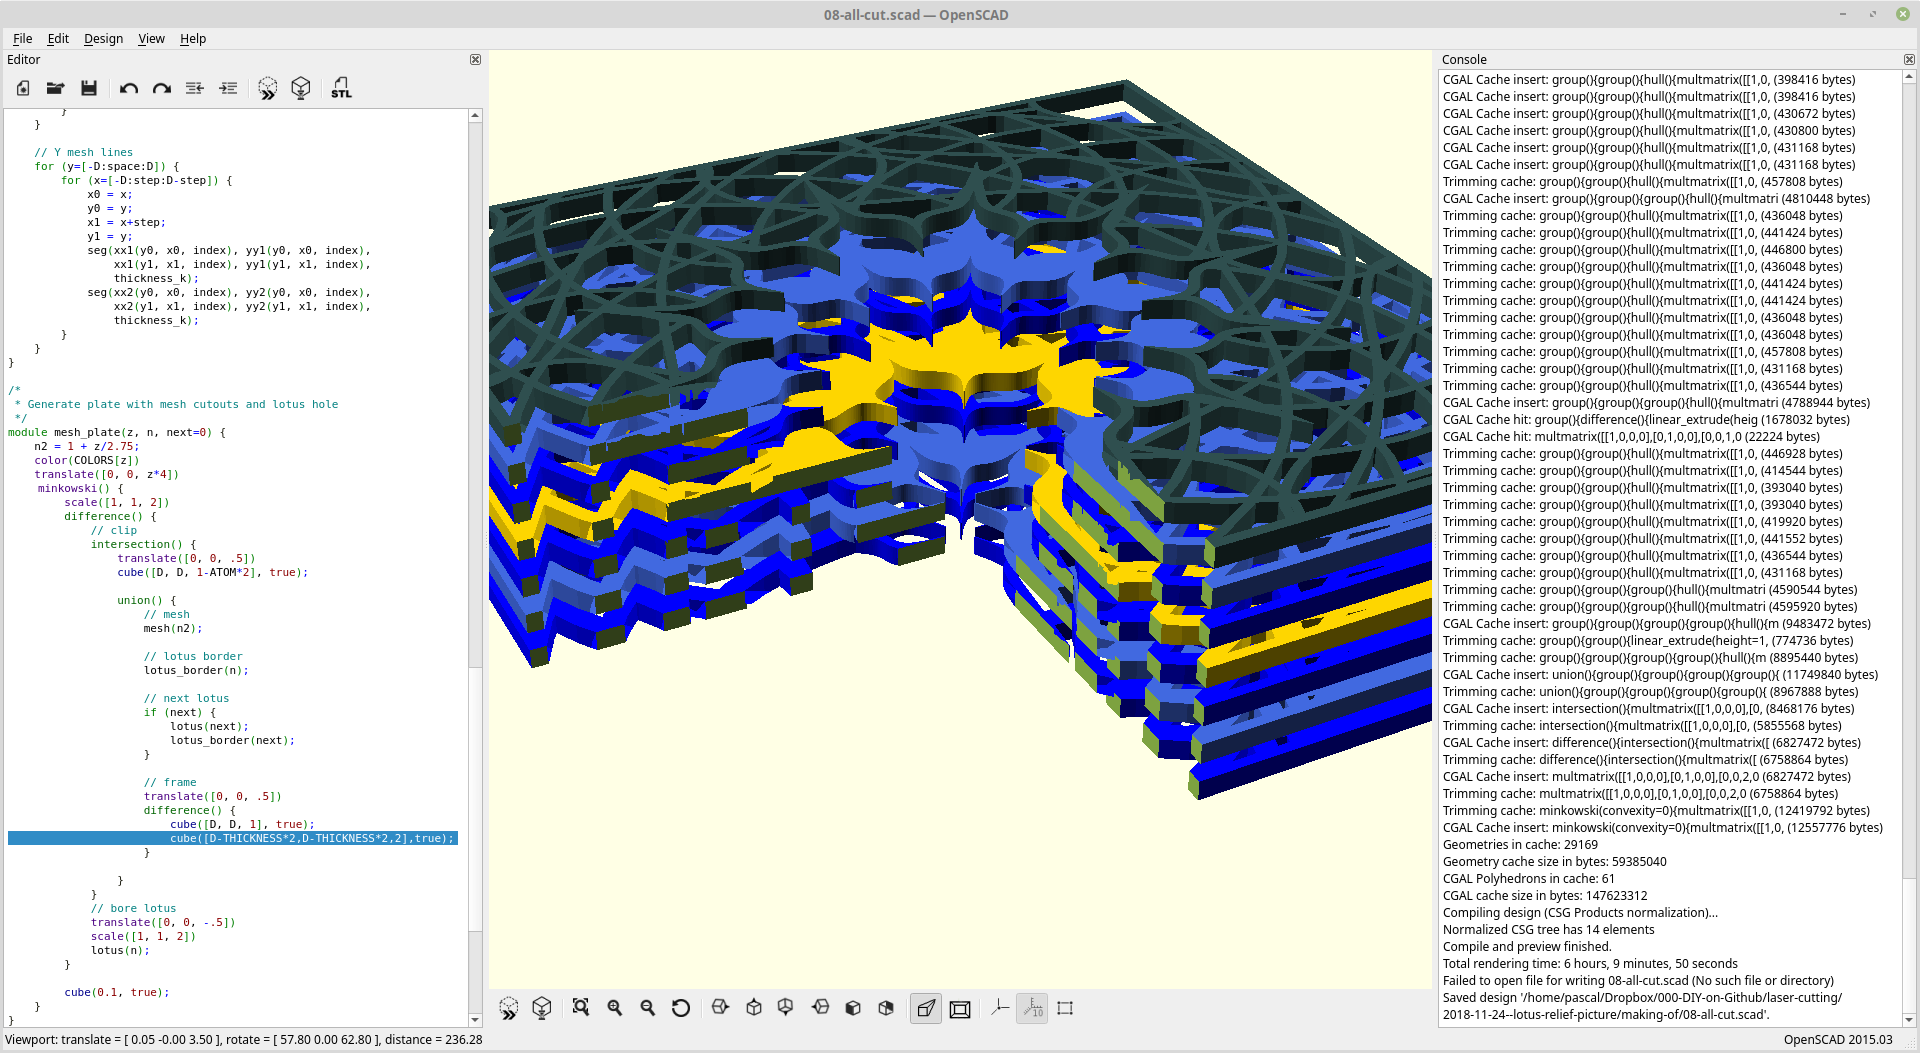 08-all-cut.scad — OpenSCAD
File Edit Design View Help
Editor
STL
}
}
// Y mesh lines
for (y=[-D:space:D]) {
for (x=[-D:step:D-step]) {
x0 = x;
y0 = y;
x1 = x+step;
y1 = y;
seg(xx1(y0, x0, index), yy1(y0, x0, index),
xx1(y1, x1, index), yy1(y1, x1, index),
thickness_k);
seg(xx2(y0, x0, index), yy2(y0, x0, index),
xx2(y1, x1, index), yy2(y1, x1, index),
thickness_k);
}
}
}
/*
* Generate plate with mesh cutouts and lotus hole
*/
module mesh_plate(z, n, next=0) {
n2 = 1 + z/2.75;
color(COLORS[z])
translate([0, 0, z*4])
minkowski() {
scale([1, 1, 2])
difference() {
// clip
intersection() {
translate([0, 0, .5])
cube([D, D, 1-ATOM*2], true);
union() {
// mesh
mesh(n2);
// lotus border
lotus_border(n);
// next lotus
if (next) {
lotus(next);
lotus_border(next);
}
// frame
translate([0, 0, .5])
difference() {
cube([D, D, 1], true);
cube([D-THICKNESS*2,D-THICKNESS*2,2],true);
}
}
}
// bore lotus
translate([0, 0, -.5])
scale([1, 1, 2])
lotus(n);
}
cube(0.1, true);
}
}
10
Console
CGAL Cache insert: group(){group(){hull(){multmatrix([[1,0, (398416 bytes)
CGAL Cache insert: group(){group(){hull(){multmatrix([[1,0, (398416 bytes)
CGAL Cache insert: group(){group(){hull(){multmatrix([[1,0, (430672 bytes)
CGAL Cache insert: group(){group(){hull(){multmatrix([[1,0, (430800 bytes)
CGAL Cache insert: group(){group(){hull(){multmatrix([[1,0, (431168 bytes)
CGAL Cache insert: group(){group(){hull(){multmatrix([[1,0, (431168 bytes)
Trimming cache: group(){group(){hull(){multmatrix([[1,0, (457808 bytes)
CGAL Cache insert: group(){group(){group(){hull(){multmatri (4810448 bytes)
Trimming cache: group(){group(){hull(){multmatrix([[1,0, (436048 bytes)
Trimming cache: group(){group(){hull(){multmatrix([[1,0, (441424 bytes)
Trimming cache: group(){group(){hull(){multmatrix([[1,0, (446800 bytes)
Trimming cache: group(){group(){hull(){multmatrix([[1,0, (436048 bytes)
Trimming cache: group(){group(){hull(){multmatrix([[1,0, (441424 bytes)
Trimming cache: group(){group(){hull(){multmatrix([[1,0, (441424 bytes)
Trimming cache: group(){group(){hull(){multmatrix([[1,0, (436048 bytes)
Trimming cache: group(){group(){hull(){multmatrix([[1,0, (436048 bytes)
Trimming cache: group(){group(){hull(){multmatrix([[1,0, (457808 bytes)
Trimming cache: group(){group(){hull(){multmatrix([[1,0, (431168 bytes)
Trimming cache: group(){group(){hull(){multmatrix([[1,0, (436544 bytes)
CGAL Cache insert: group(){group(){group(){hull(){multmatri (4788944 bytes)
CGAL Cache hit: group(){difference(){linear_extrude(heig (1678032 bytes)
CGAL Cache hit: multmatrix([[1,0,0,0],[0,1,0,0],[0,0,1,0 (22224 bytes)
Trimming cache: group(){group(){hull(){multmatrix([[1,0, (446928 bytes)
Trimming cache: group(){group(){hull(){multmatrix([[1,0, (414544 bytes)
Trimming cache: group(){group(){hull(){multmatrix([[1,0, (393040 bytes)
Trimming cache: group(){group(){hull(){multmatrix([[1,0, (393040 bytes)
Trimming cache: group(){group(){hull(){multmatrix([[1,0, (419920 bytes)
Trimming cache: group(){group(){hull(){multmatrix([[1,0, (441552 bytes)
Trimming cache: group(){group(){hull(){multmatrix([[1,0, (436544 bytes)
Trimming cache: group(){group(){hull(){multmatrix([[1,0, (431168 bytes)
Trimming cache: group(){group(){group(){hull(){multmatri (4590544 bytes)
Trimming cache: group(){group(){group(){hull(){multmatri (4595920 bytes)
CGAL Cache insert: group(){group(){group(){group(){hull(){m (9483472 bytes)
Trimming cache: group(){group(){linear_extrude(height=1, (774736 bytes)
Trimming cache: group(){group(){group(){group(){hull(){m (8895440 bytes)
CGAL Cache insert: union(){group(){group(){group(){group(){ (11749840 bytes)
Trimming cache: union(){group(){group(){group(){group(){ (8967888 bytes)
CGAL Cache insert: intersection(){multmatrix([[1,0,0,0],[0, (8468176 bytes)
Trimming cache: intersection(){multmatrix([[1,0,0,0],[0, (5855568 bytes)
CGAL Cache insert: difference(){intersection(){multmatrix([ (6827472 bytes)
Trimming cache: difference(){intersection(){multmatrix([ (6758864 bytes)
CGAL Cache insert: multmatrix([[1,0,0,0],[0,1,0,0],[0,0,2,0 (6827472 bytes)
Trimming cache: multmatrix([[1,0,0,0],[0,1,0,0],[0,0,2,0 (6758864 bytes)
Trimming cache: minkowski(convexity=0){multmatrix([[1,0, (12419792 bytes)
CGAL Cache insert: minkowski(convexity=0){multmatrix([[1,0, (12557776 bytes)
Geometries in cache: 29169
Geometry cache size in bytes: 59385040
CGAL Polyhedrons in cache: 61
CGAL cache size in bytes: 147623312
Compiling design (CSG Products normalization)...
Normalized CSG tree has 14 elements
Compile and preview finished.
Total rendering time: 6 hours, 9 minutes, 50 seconds
Failed to open file for writing 08-all-cut.scad (No such file or directory)
Saved design '/home/pascal/Dropbox/000-DIY-on-Github/laser-cutting/
2018-11-24--lotus-relief-picture/making-of/08-all-cut.scad'.
Viewport: translate = [ 0.05 -0.00 3.50 ], rotate = [ 57.80 0.00 62.80 ], distance = 236.28
OpenSCAD 2015.03